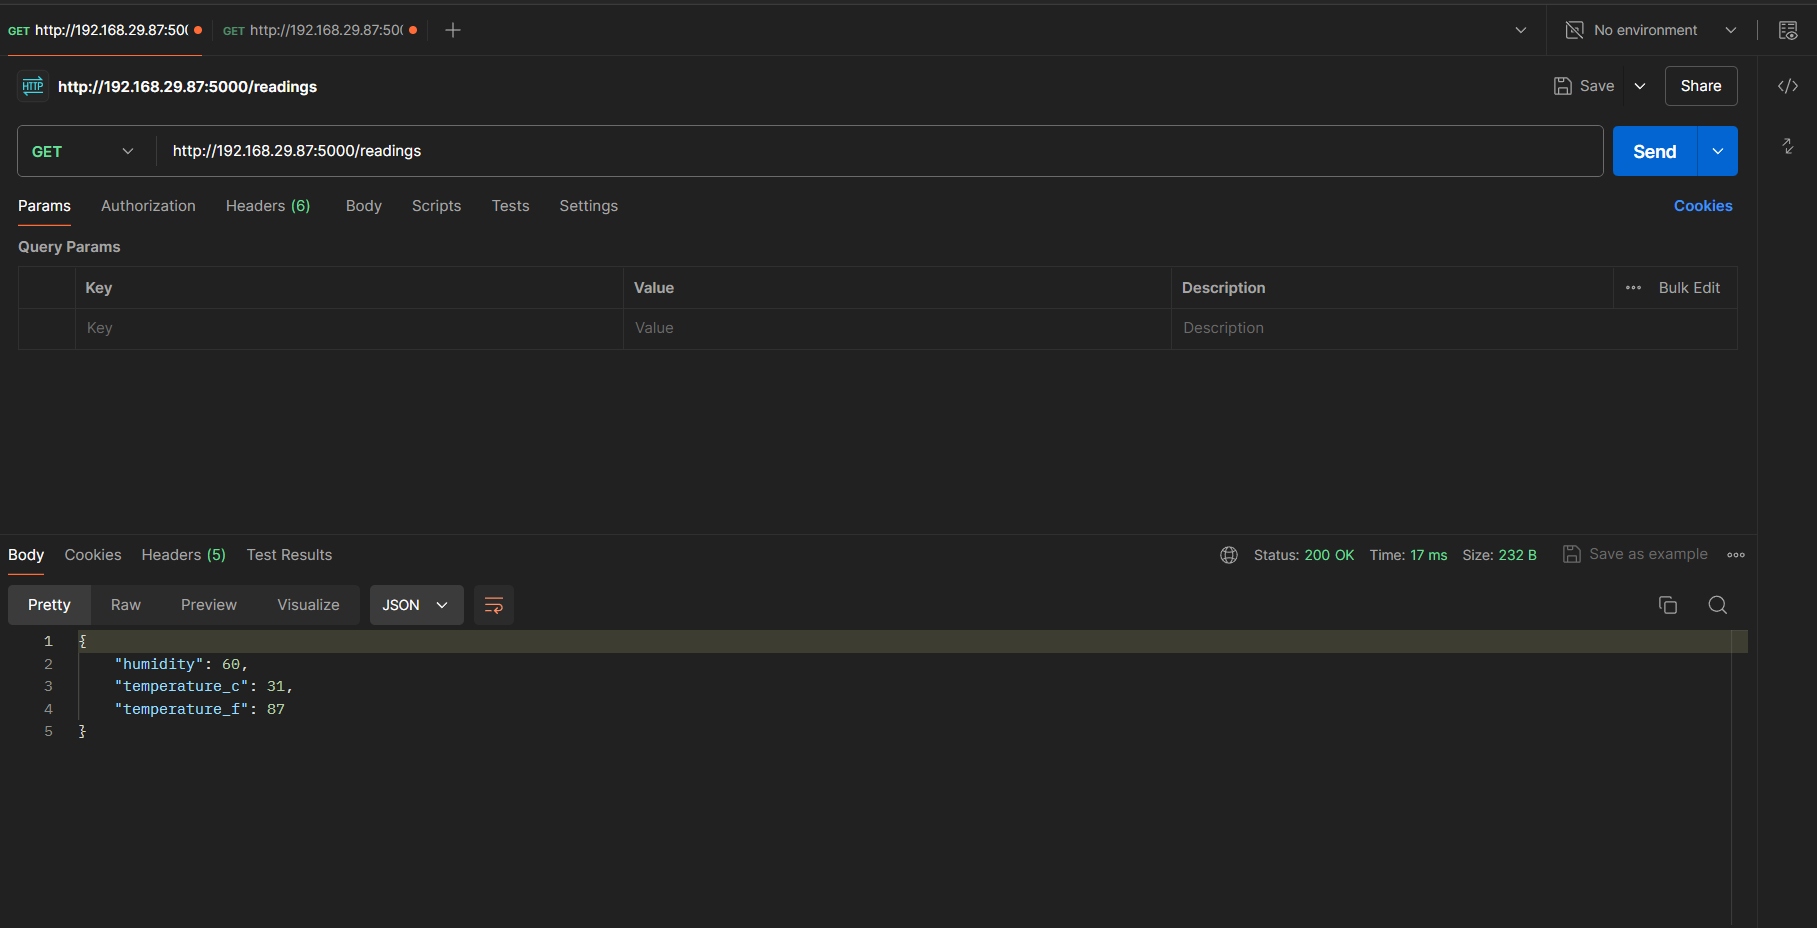 GET http://192.168.29.87:500 GET http://192.168.29.87:500 No environment
HTTP http://192.168.29.87:5000/readings Save Share
GET http://192.168.29.87:5000/readings Send
Params Authorization Headers (6) Body Scripts Tests Settings Cookies
Query Params
Key Value Description Bulk Edit
Key Value Description
Body Cookies Headers (5) Test Results Status: 200 OK Time: 17 ms Size: 232 B Save as example
Pretty Raw Preview Visualize JSON
1 {
2 "humidity": 60,
3 "temperature_c": 31,
4 "temperature_f": 87
5 }